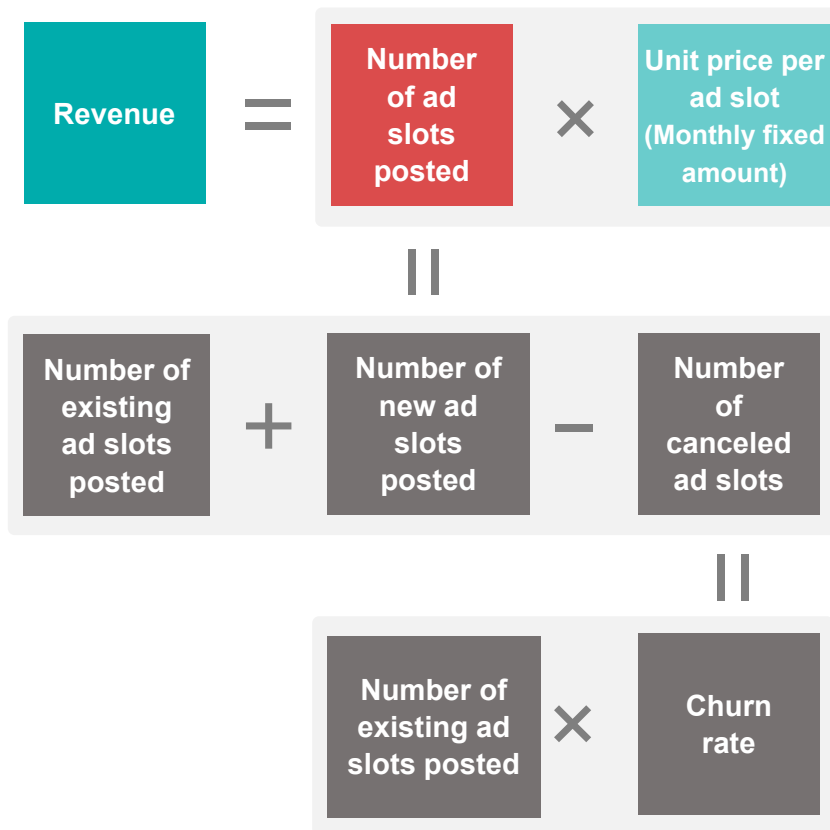 Revenue
=
Number
of ad
slots
posted
×
Unit price per
ad slot
(Monthly fixed
amount)
=
Number of
existing
ad slots
posted
+
Number of
new ad
slots
posted
−
Number
of
canceled
ad slots
=
Number of
existing ad
slots posted
×
Churn
rate